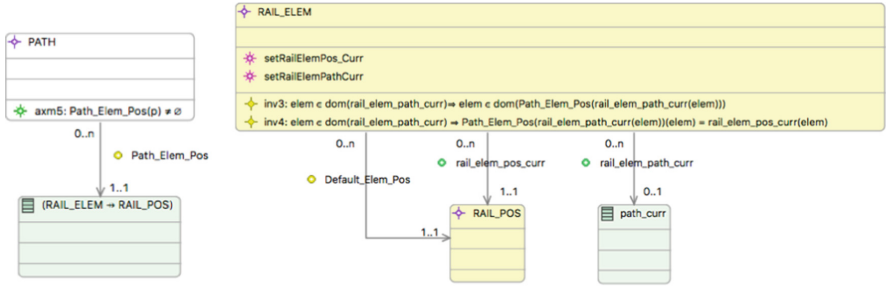 PATH
axm5: Path_Elem_Pos(p) ≠ ∅
0..n
Path_Elem_Pos
1..1
(RAIL_ELEM ⇸ RAIL_POS)
RAIL_ELEM
setRailElemPos_Curr
setRailElemPathCurr
inv3: elem ∈ dom(rail_elem_path_curr)⇒ elem ∈ dom(Path_Elem_Pos(rail_elem_path_curr(elem)))
inv4: elem ∈ dom(rail_elem_path_curr) ⇒ Path_Elem_Pos(rail_elem_path_curr(elem))(elem) = rail_elem_pos_curr(elem)
0..n
Default_Elem_Pos
1..1
0..n
rail_elem_pos_curr
1..1
RAIL_POS
0..n
rail_elem_path_curr
0..1
path_curr